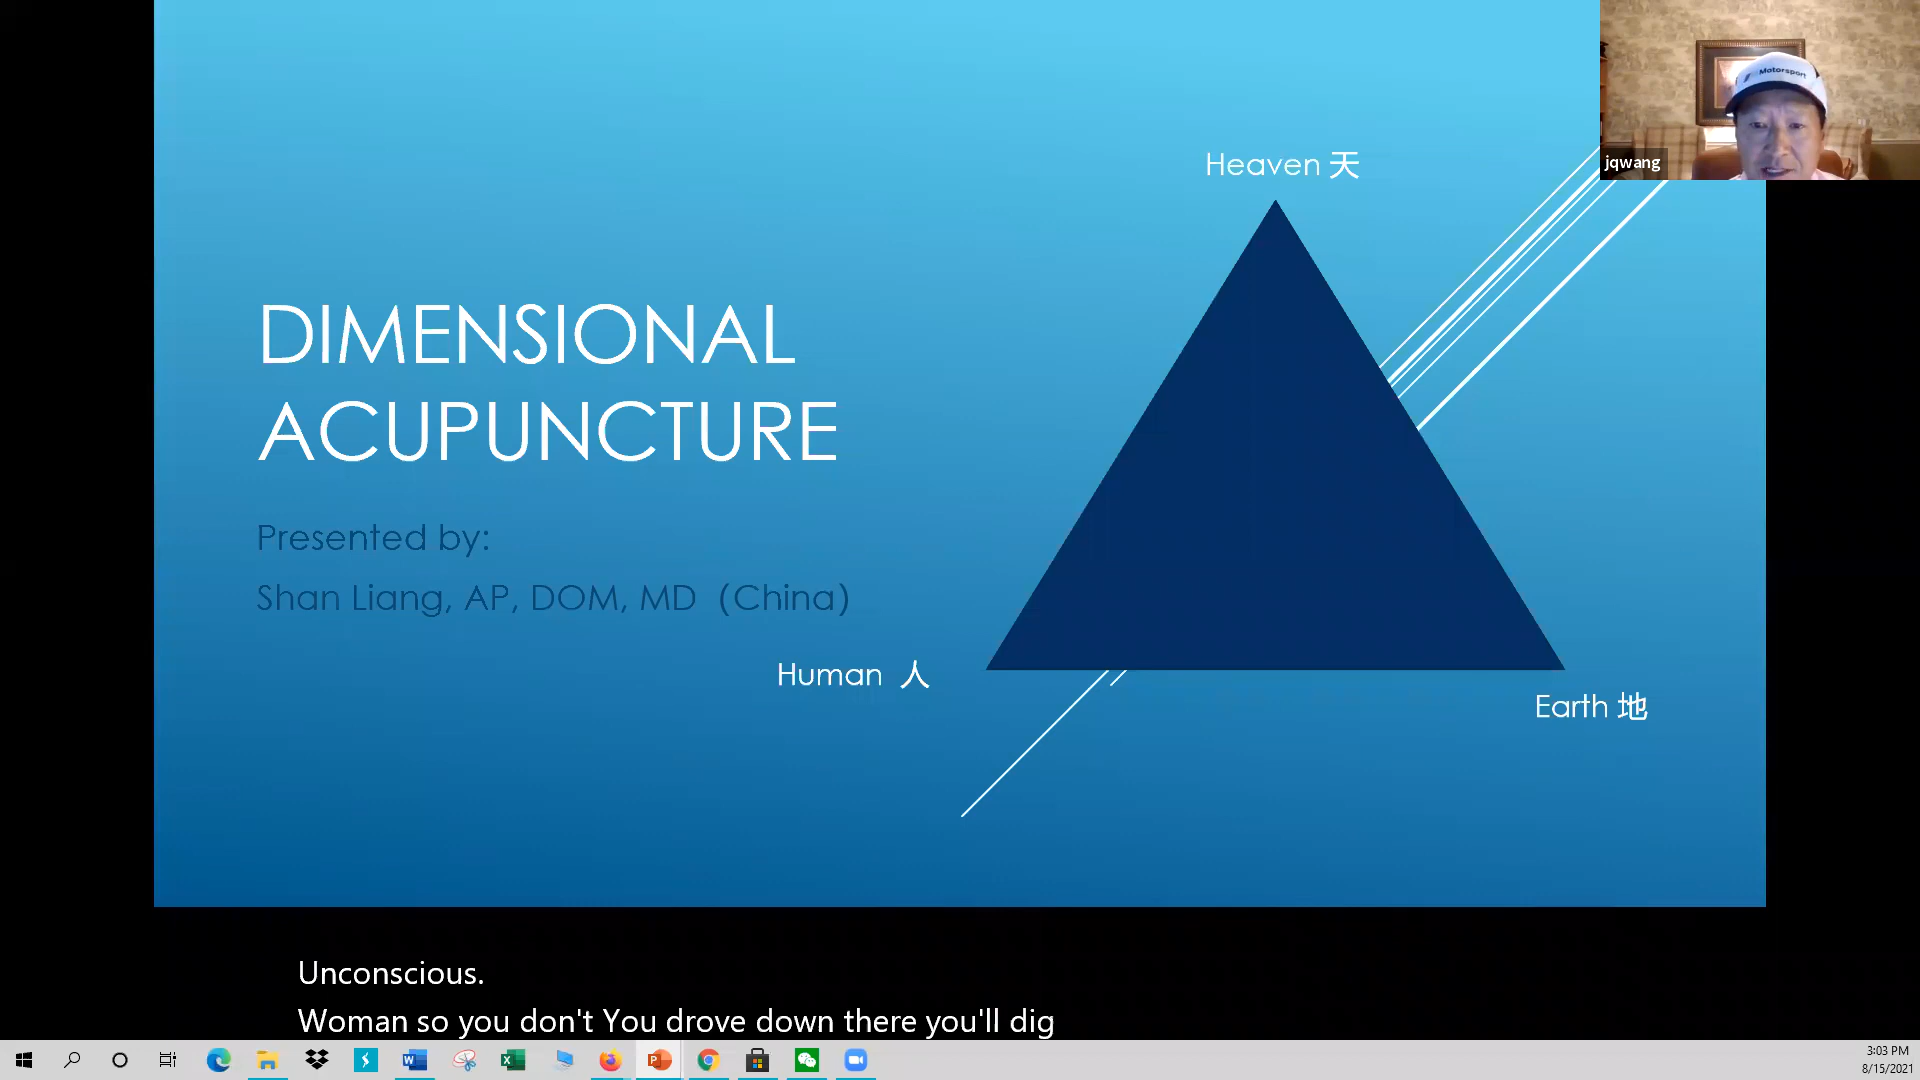 Motorsport
jqwang
Heaven 天
DIMENSIONAL
ACUPUNCTURE
Presented by:
Shan Liang, AP, DOM, MD (China)
Human 人
Earth 地
Unconscious.
Woman so you don't You drove down there you'll dig
3:03 PM
8/15/2021